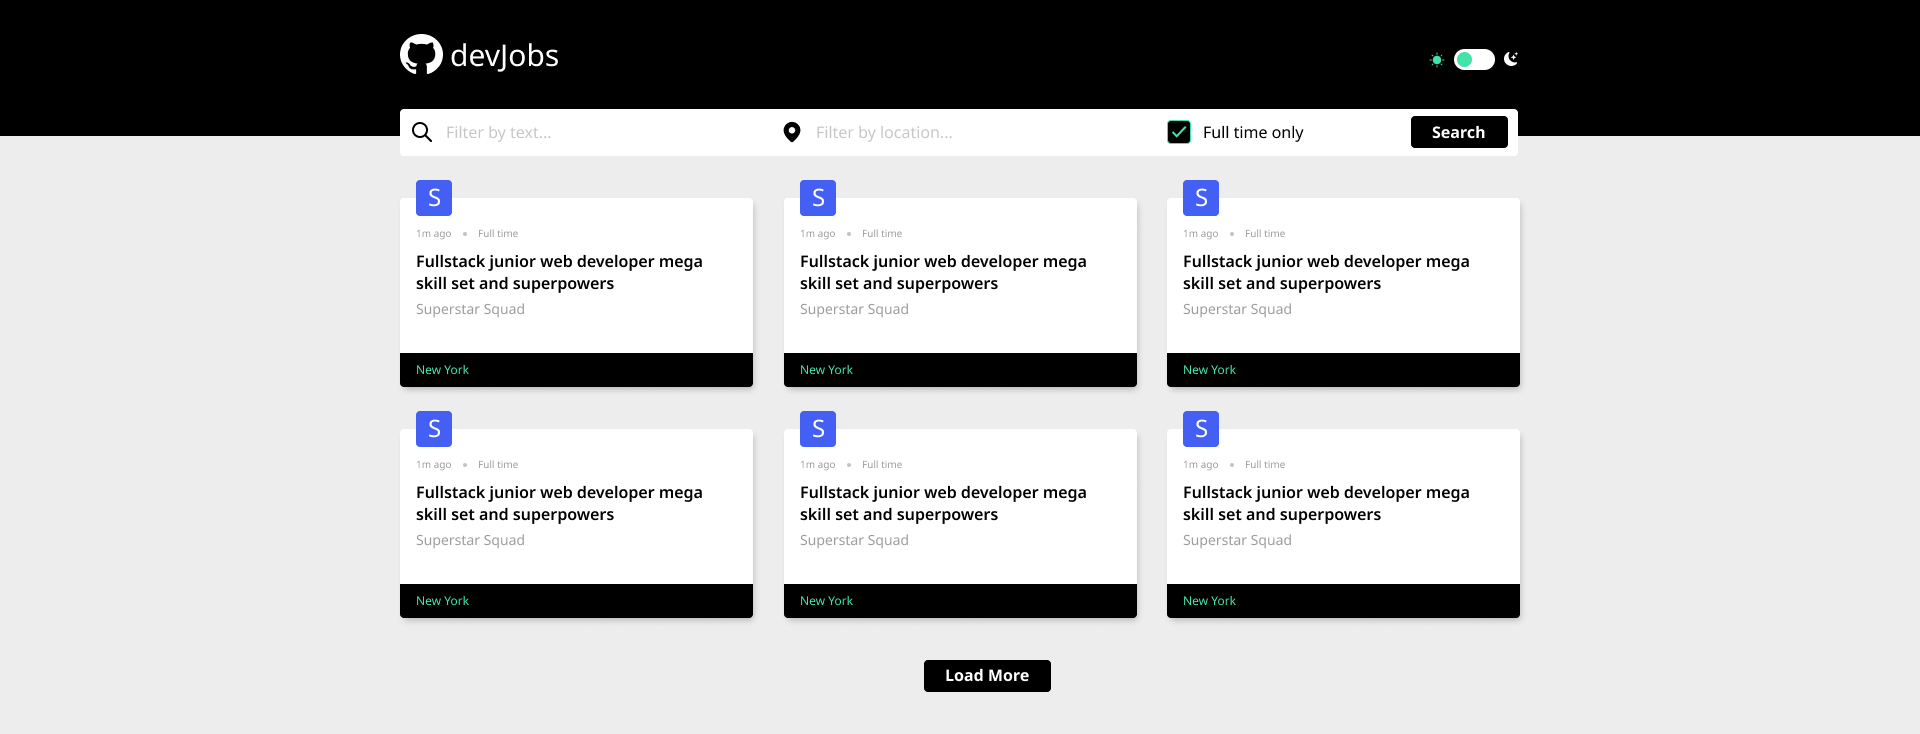 devJobs
Filter by text...
Filter by location...
Full time only
Search
S
1m ago • Full time
Fullstack junior web developer mega
skill set and superpowers
Superstar Squad
New York
S
1m ago • Full time
Fullstack junior web developer mega
skill set and superpowers
Superstar Squad
New York
S
1m ago • Full time
Fullstack junior web developer mega
skill set and superpowers
Superstar Squad
New York
S
1m ago • Full time
Fullstack junior web developer mega
skill set and superpowers
Superstar Squad
New York
S
1m ago • Full time
Fullstack junior web developer mega
skill set and superpowers
Superstar Squad
New York
S
1m ago • Full time
Fullstack junior web developer mega
skill set and superpowers
Superstar Squad
New York
Load More